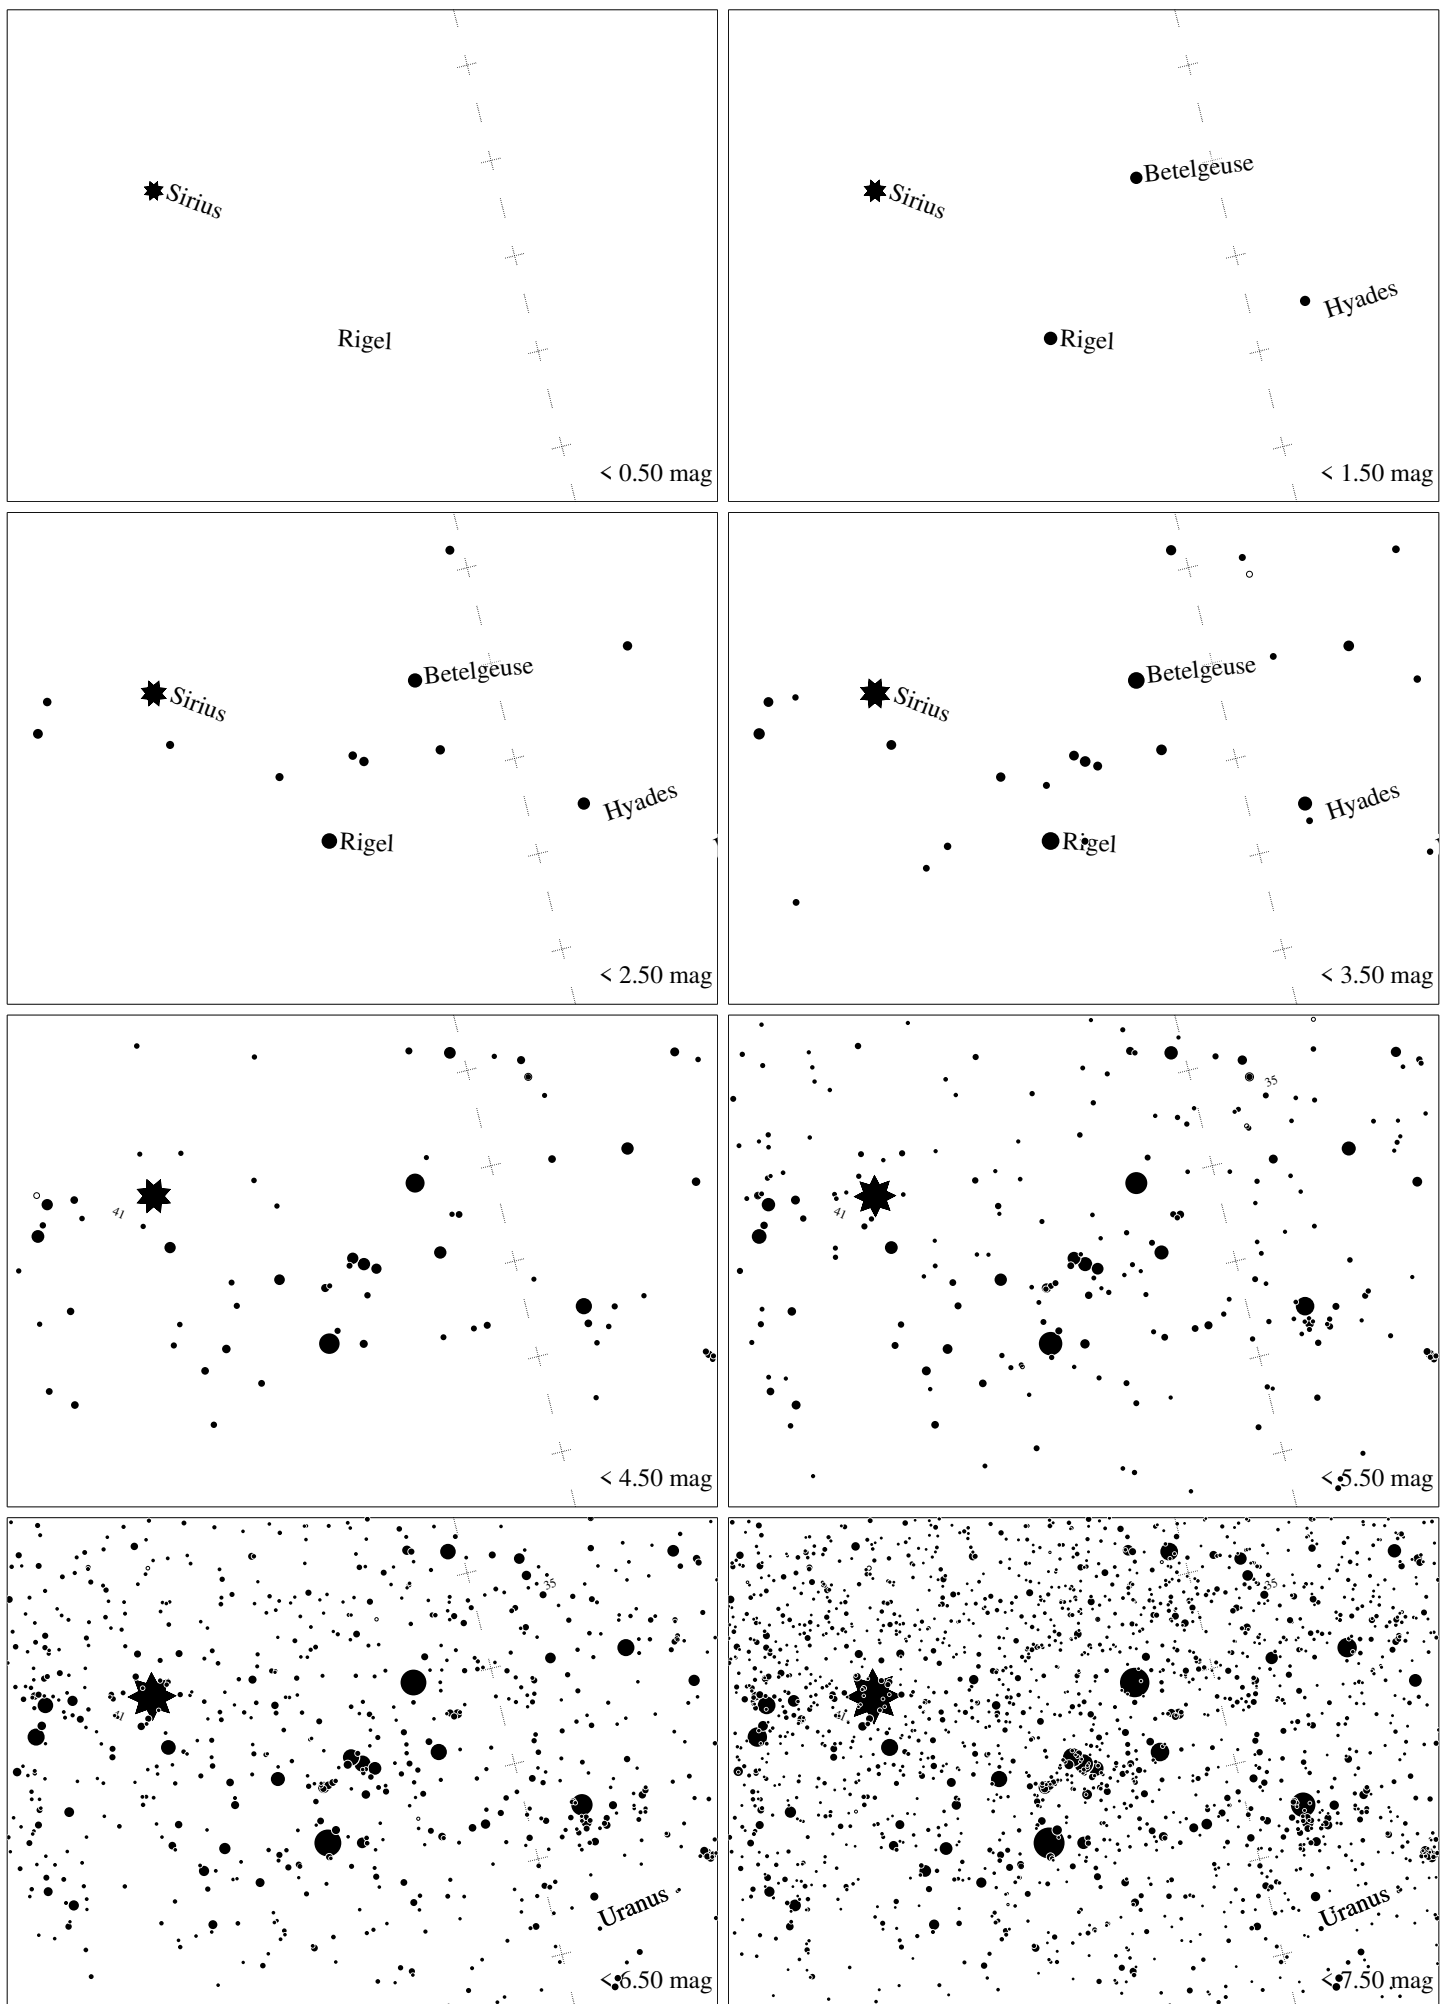 Sirius
Rigel
< 0.50 mag
Betelgeuse
Sirius
Hyades
Rigel
< 1.50 mag
Betelgeuse
Sirius
Hyades
Rigel
< 2.50 mag
Betelgeuse
Sirius
Hyades
Rigel
< 3.50 mag
41
< 4.50 mag
35
41
< 5.50 mag
35
41
Uranus
< 6.50 mag
35
41
Uranus
< 7.50 mag